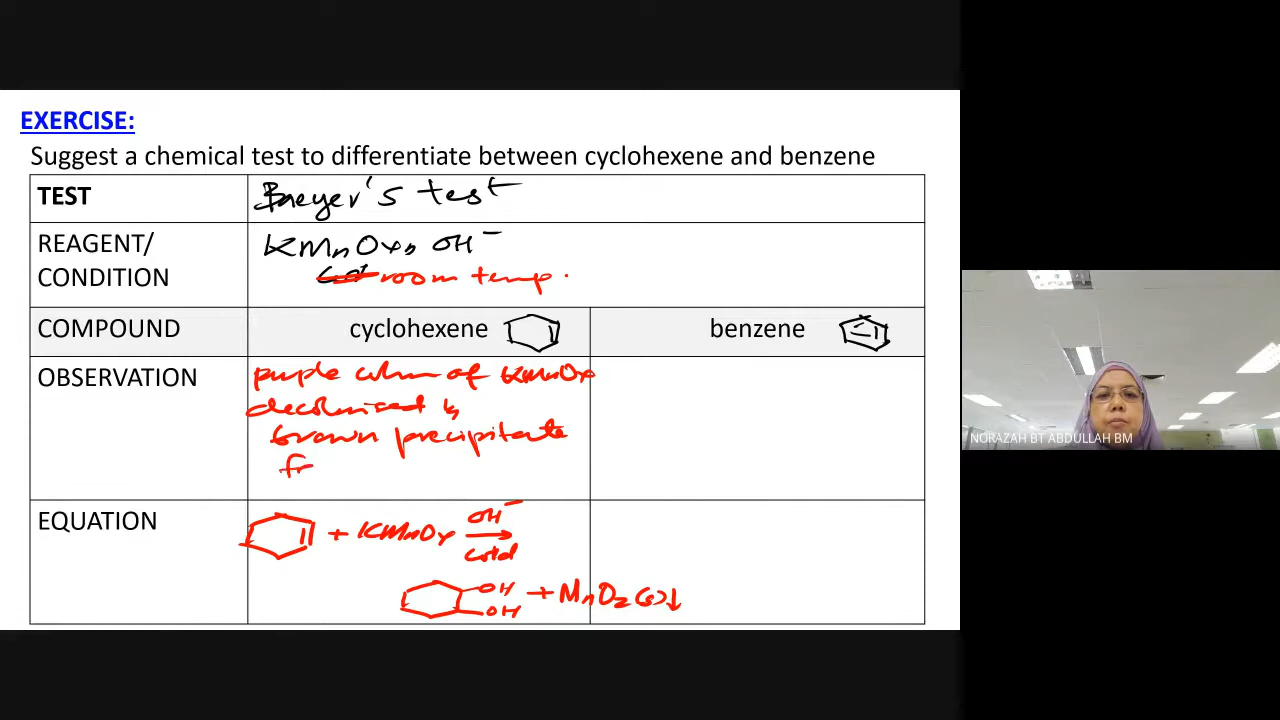 EXERCISE:
Suggest a chemical test to differentiate between cyclohexene and benzene
TEST
Baeyer's test
REAGENT/
CONDITION
KMnO4, OH⁻
room temp.
COMPOUND
cyclohexene
benzene
OBSERVATION
purple colour of KMnO4
decolorised &
brown precipitate
fr
EQUATION
+ KMnO4 OH⁻
cold
OH
OH + MnO2(s)↓
NORAZAH BT ABDULLAH BM